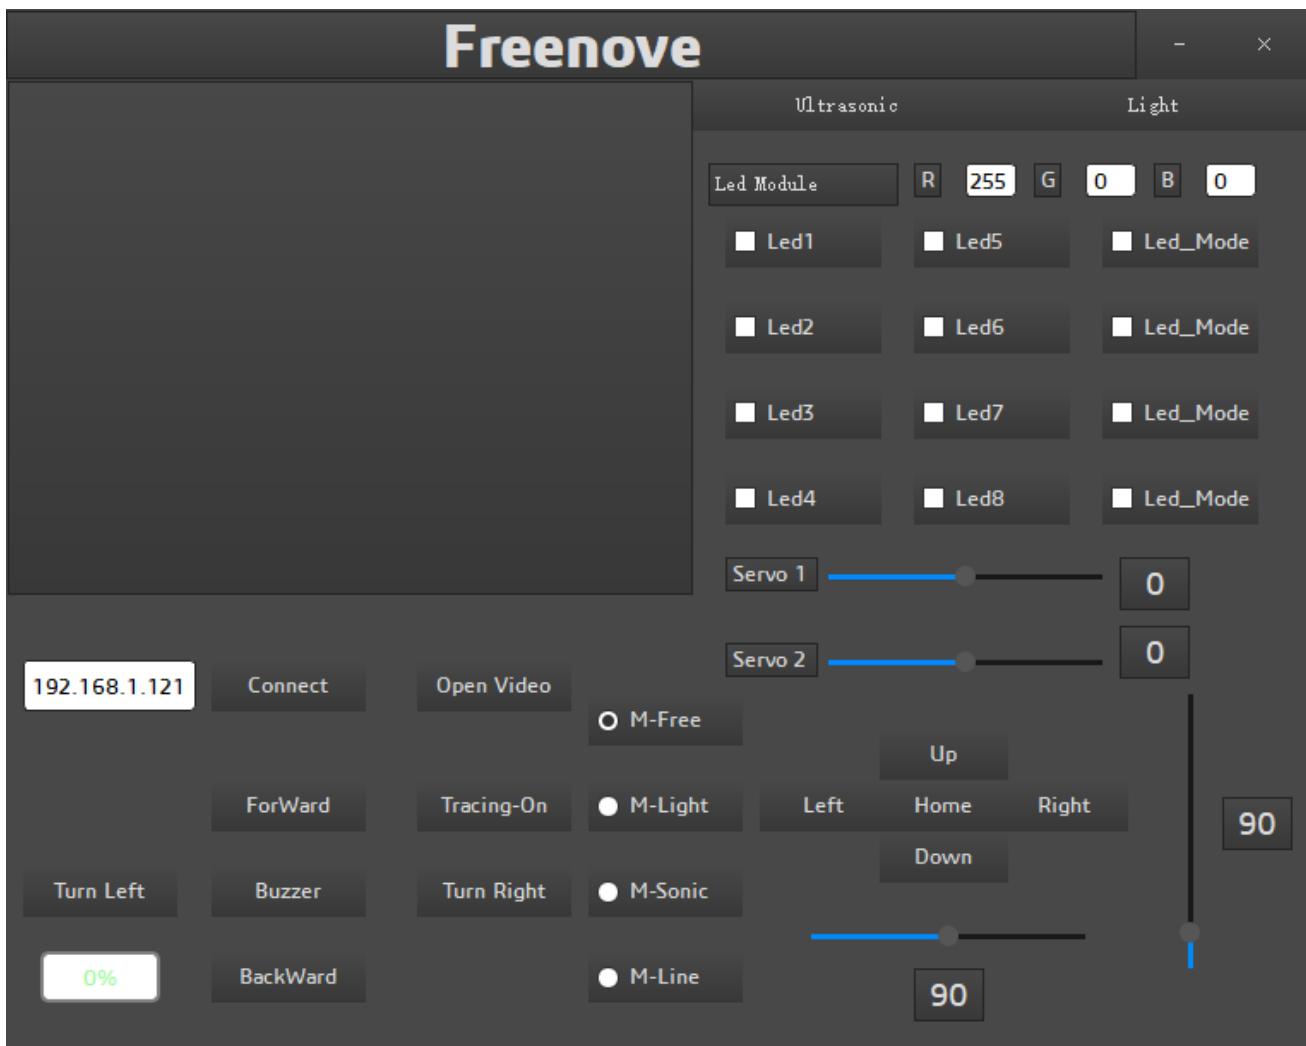 Freenove
- ×
Ultrasonic Light
Led Module R 255 G 0 B 0
Led1 Led5 Led_Mode
Led2 Led6 Led_Mode
Led3 Led7 Led_Mode
Led4 Led8 Led_Mode
Servo 1 0
Servo 2 0
192.168.1.121 Connect Open Video
M-Free
Up
ForWard Tracing-On M-Light Left Home Right
90
Down
Turn Left Buzzer Turn Right M-Sonic
0% BackWard M-Line
90